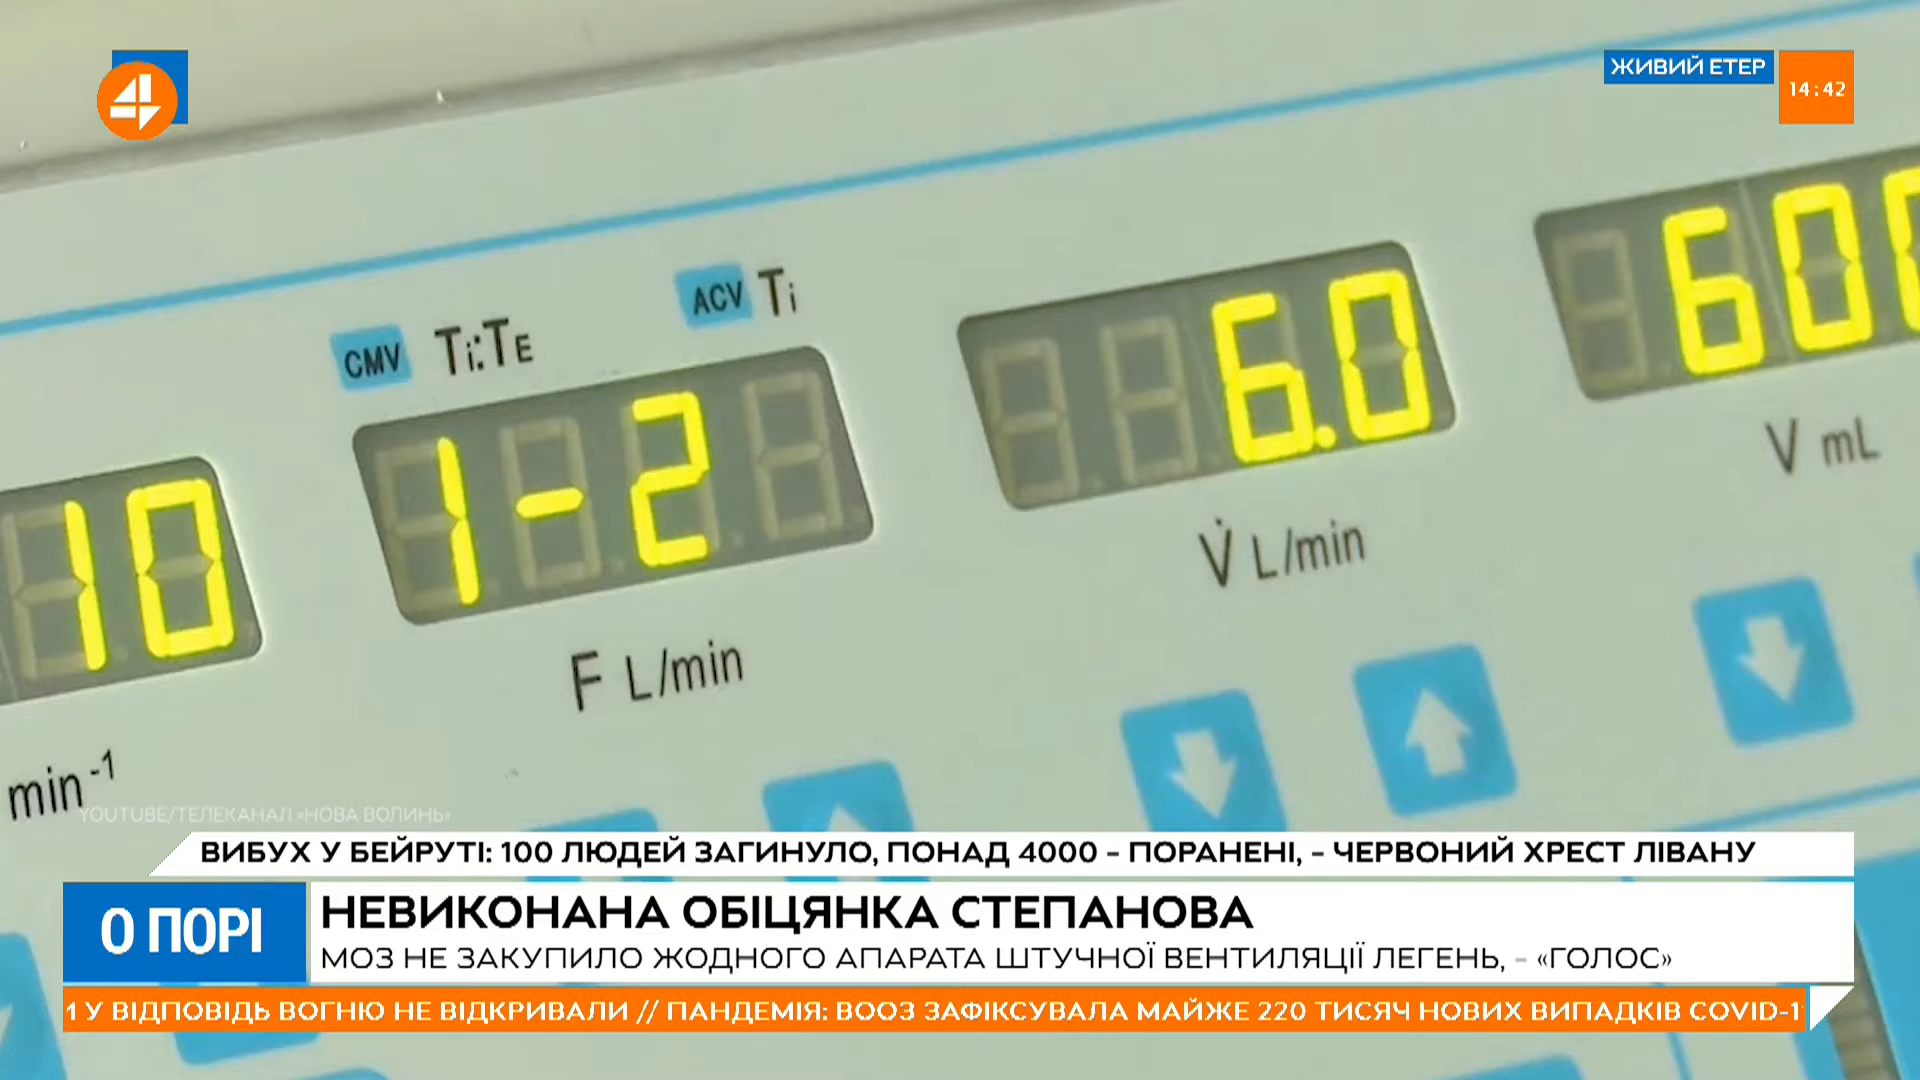 4
ЖИВИЙ ЕТЕР
14:42
CMV Ti:TE
ACV Ti
10
1-2
6.0
600
min-1
F L/min
V̇ L/min
V mL
YOUTUBE/ТЕЛЕКАНАЛ «НОВА ВОЛИНЬ»
ВИБУХ У БЕЙРУТІ: 100 ЛЮДЕЙ ЗАГИНУЛО, ПОНАД 4000 – ПОРАНЕНІ, – ЧЕРВОНИЙ ХРЕСТ ЛІВАНУ
О ПОРІ
НЕВИКОНАНА ОБІЦЯНКА СТЕПАНОВА
МОЗ НЕ ЗАКУПИЛО ЖОДНОГО АПАРАТА ШТУЧНОЇ ВЕНТИЛЯЦІЇ ЛЕГЕНЬ, – «ГОЛОС»
У ВІДПОВІДЬ ВОГНЮ НЕ ВІДКРИВАЛИ // ПАНДЕМІЯ: ВООЗ ЗАФІКСУВАЛА МАЙЖЕ 220 ТИСЯЧ НОВИХ ВИПАДКІВ COVID-1